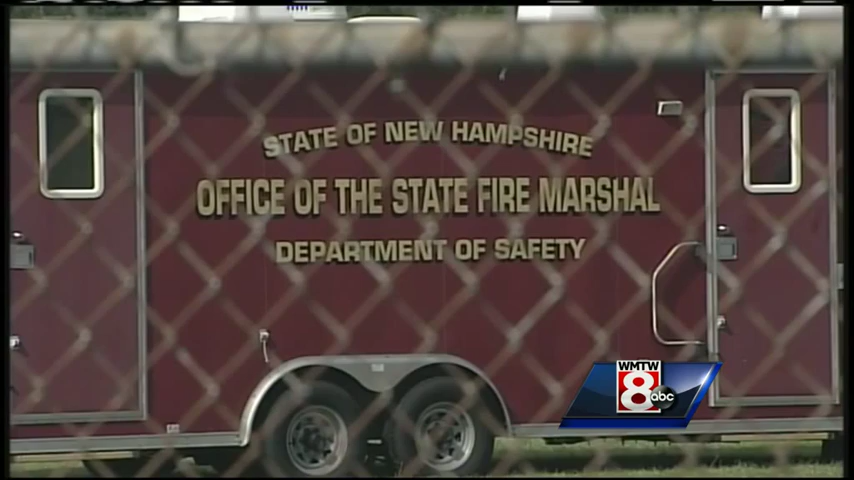 STATE OF NEW HAMPSHIRE
OFFICE OF THE STATE FIRE MARSHAL
DEPARTMENT OF SAFETY
WMTW
8
abc